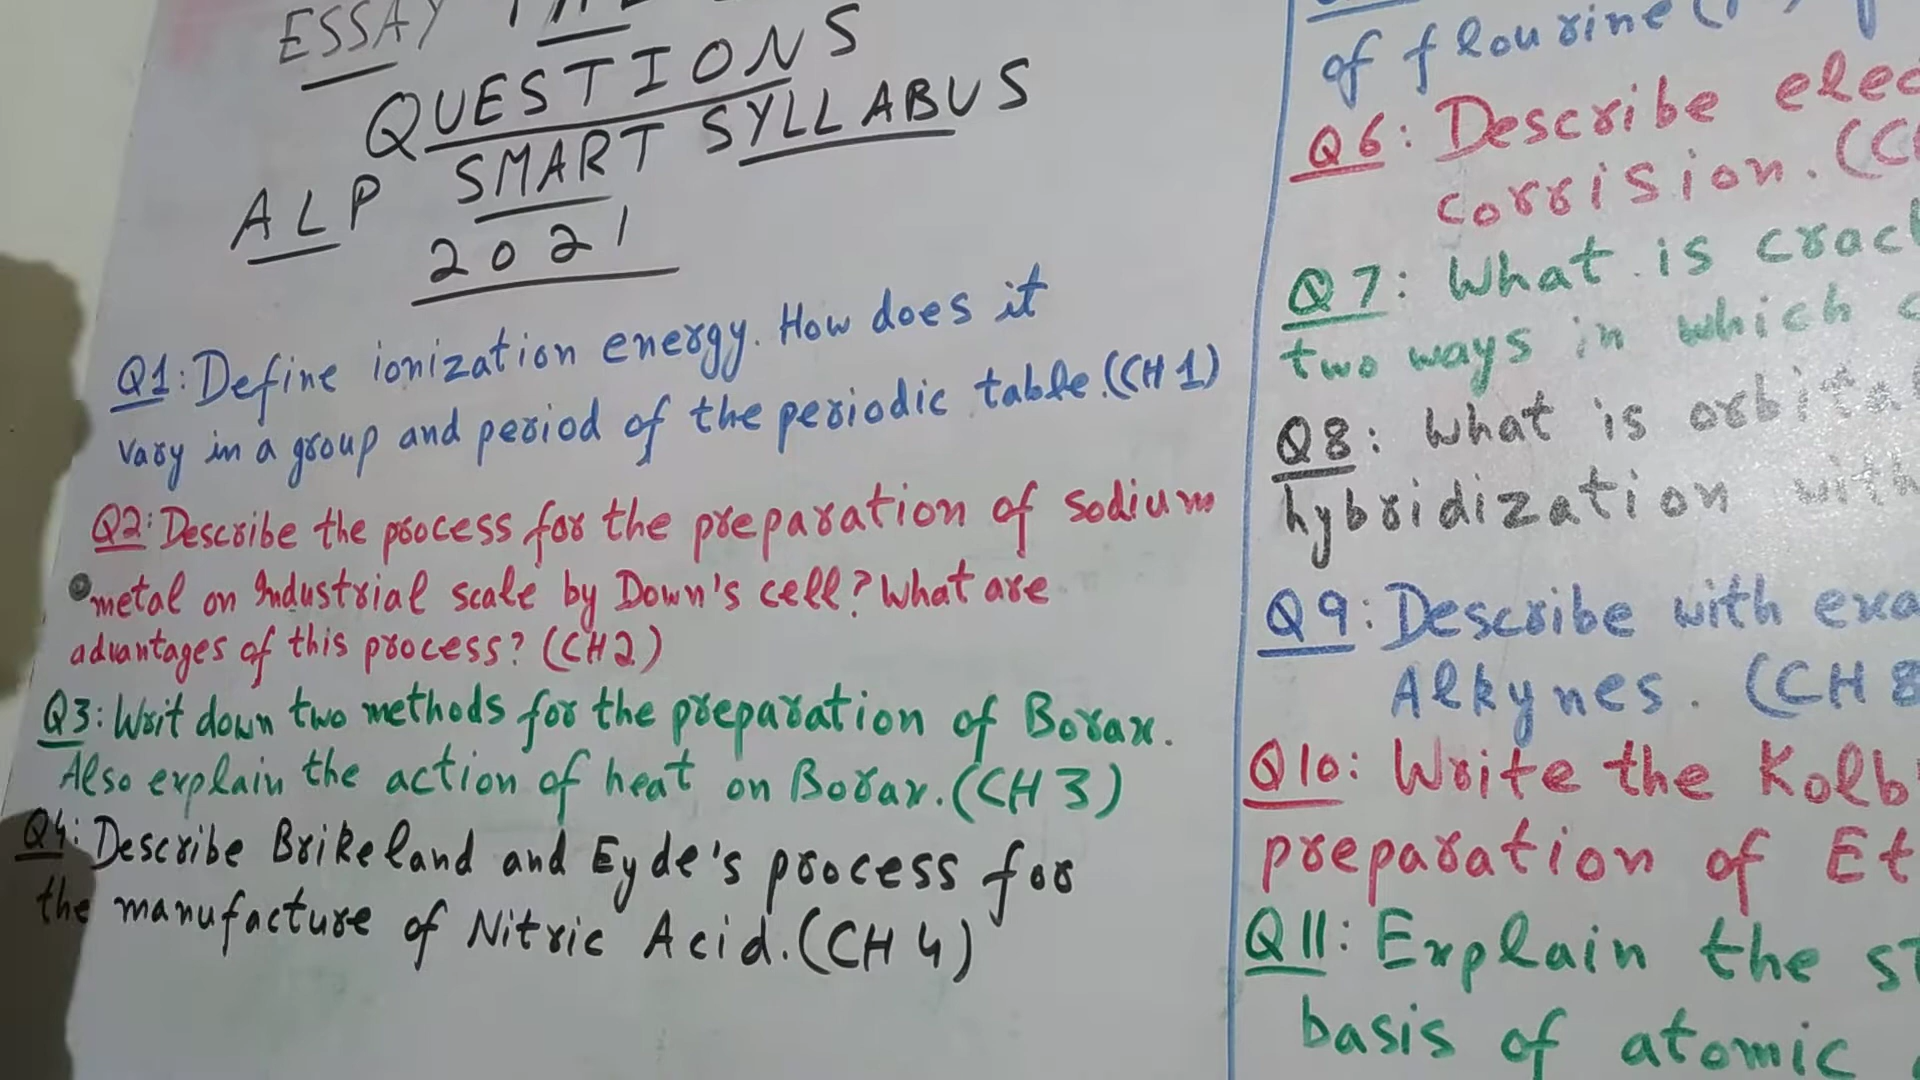 ESSAY
QUESTIONS
ALP SMART SYLLABUS
2021
Q1: Define ionization energy. How does it
vary in a group and period of the periodic table.(CH 1)
Q2: Describe the process for the preparation of sodium
metal on Industrial scale by Down's cell? What are
advantages of this process? (CH2)
Q3: Writ down two methods for the preparation of Borax.
Also explain the action of heat on Borax.(CH 3)
Q4: Describe Brikeland and Eyde's process for
the manufacture of Nitric Acid.(CH 4)
of flourine
Q6: Describe elec
corrision. (C
Q7: What is crac
two ways in which
Q8: What is orbita
hybridization with
Q9: Describe with exa
Alkynes. (CH 8
Q10: Write the Kolb
preparation of Et
Q11: Explain the st
basis of atomic